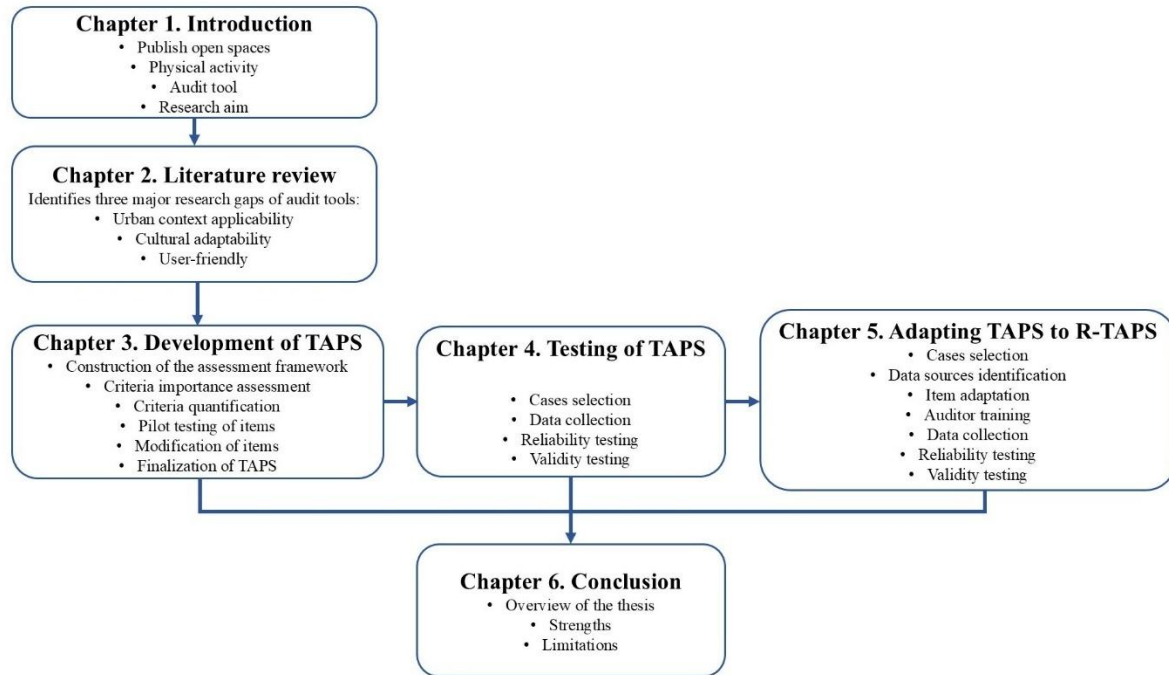 Chapter 1. Introduction
• Publish open spaces
• Physical activity
• Audit tool
• Research aim
Chapter 2. Literature review
Identifies three major research gaps of audit tools:
• Urban context applicability
• Cultural adaptability
• User-friendly
Chapter 3. Development of TAPS
• Construction of the assessment framework
• Criteria importance assessment
• Criteria quantification
• Pilot testing of items
• Modification of items
• Finalization of TAPS
Chapter 4. Testing of TAPS
• Cases selection
• Data collection
• Reliability testing
• Validity testing
Chapter 5. Adapting TAPS to R-TAPS
• Cases selection
• Data sources identification
• Item adaptation
• Auditor training
• Data collection
• Reliability testing
• Validity testing
Chapter 6. Conclusion
• Overview of the thesis
• Strengths
• Limitations